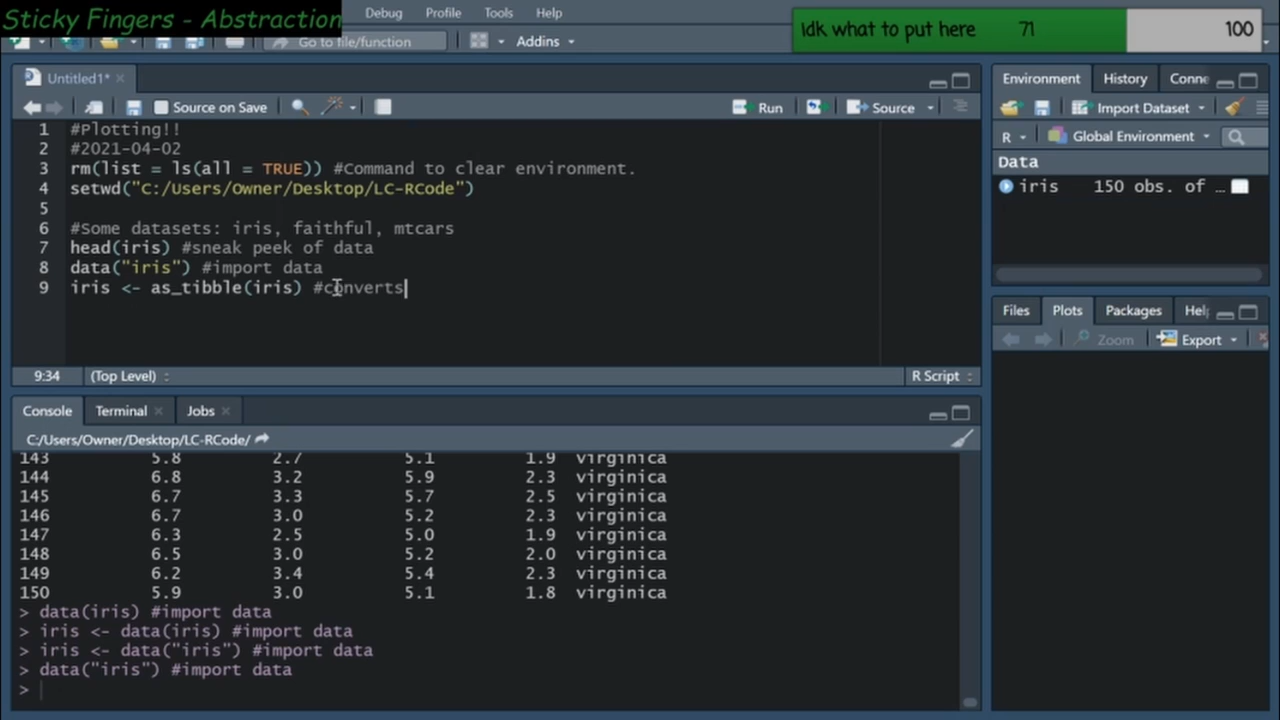 Sticky Fingers - Abstraction
Debug Profile Tools Help
Idk what to put here 71 100
Go to file/function Addins
Untitled1*
Source on Save Run Source
1 #Plotting!!
2 #2021-04-02
3 rm(list = ls(all = TRUE)) #Command to clear environment.
4 setwd("C:/Users/Owner/Desktop/LC-RCode")
5
6 #Some datasets: iris, faithful, mtcars
7 head(iris) #sneak peek of data
8 data("iris") #import data
9 iris <- as_tibble(iris) #converts
9:34 (Top Level) R Script
Console Terminal Jobs
C:/Users/Owner/Desktop/LC-RCode/
143 5.8 2.7 5.1 1.9 virginica
144 6.8 3.2 5.9 2.3 virginica
145 6.7 3.3 5.7 2.5 virginica
146 6.7 3.0 5.2 2.3 virginica
147 6.3 2.5 5.0 1.9 virginica
148 6.5 3.0 5.2 2.0 virginica
149 6.2 3.4 5.4 2.3 virginica
150 5.9 3.0 5.1 1.8 virginica
> data(iris) #import data
> iris <- data(iris) #import data
> iris <- data("iris") #import data
> data("iris") #import data
>
Environment History Conne
Import Dataset
R Global Environment
Data
iris 150 obs. of …
Files Plots Packages Hel
Zoom Export